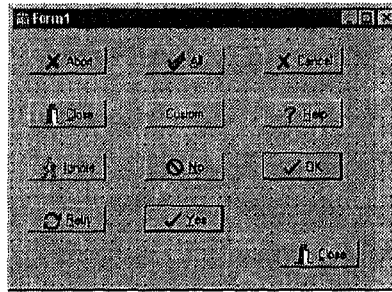 Form1
Abort All Cancel
Close Custom Help
Ignore No OK
Retry Yes
Close